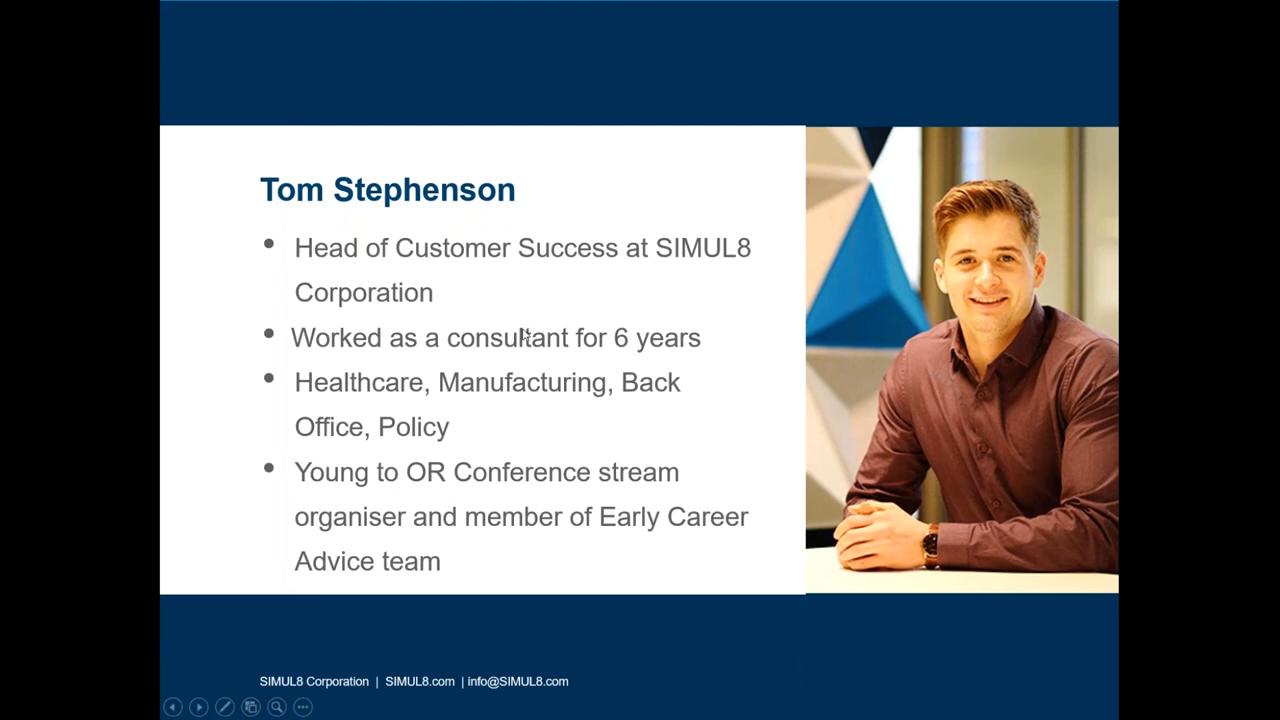 Tom Stephenson
• Head of Customer Success at SIMUL8
Corporation
• Worked as a consultant for 6 years
• Healthcare, Manufacturing, Back
Office, Policy
• Young to OR Conference stream
organiser and member of Early Career
Advice team
SIMUL8 Corporation | SIMUL8.com | info@SIMUL8.com